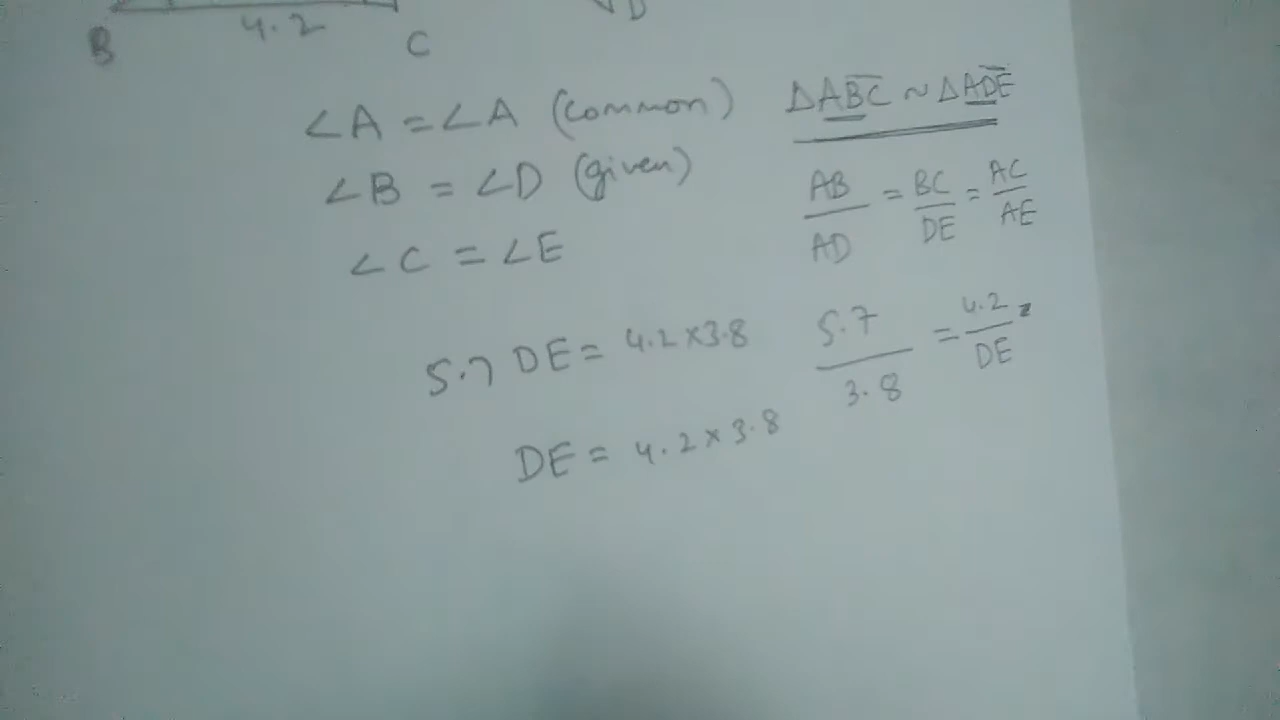 4.2
B C D
∠A = ∠A (common) ΔABC ~ ΔADE
∠B = ∠D (given)
AB/AD = BC/DE = AC/AE
∠C = ∠E
5.7 DE = 4.2 × 3.8
5.7/3.8 = 4.2/DE
DE = 4.2 × 3.8